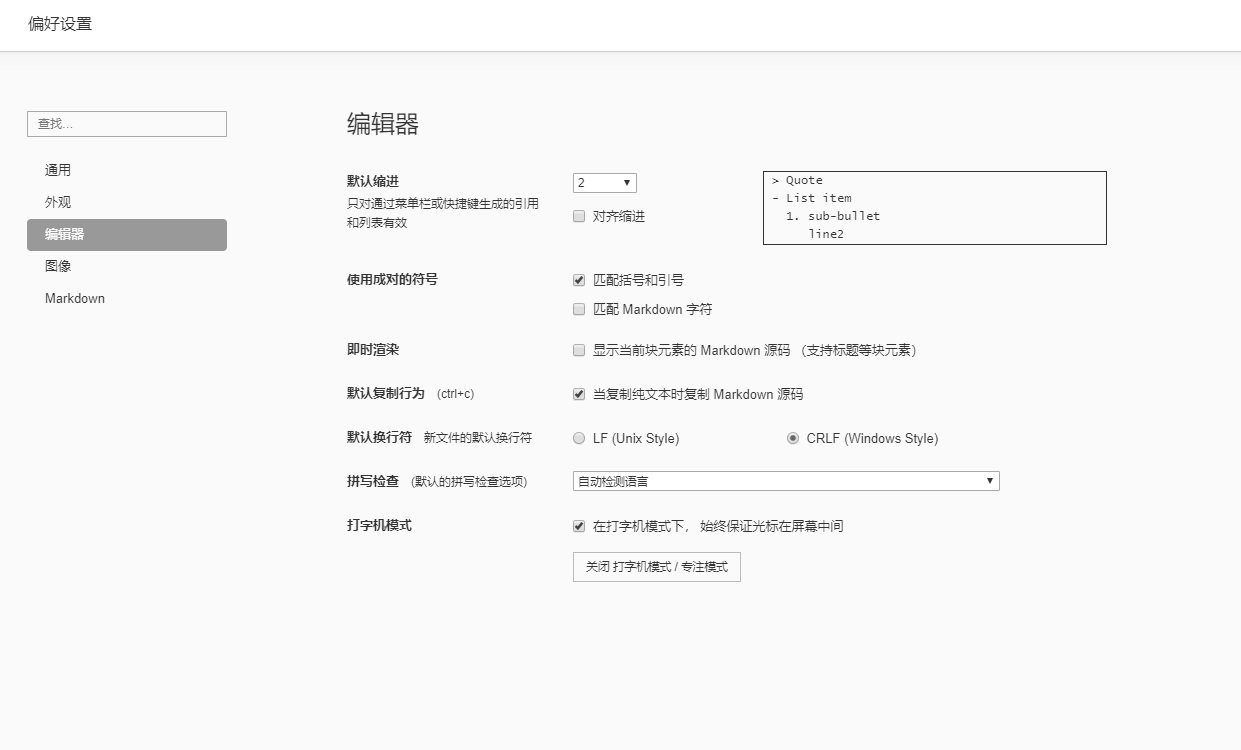 偏好设置
查找...
通用
外观
编辑器
图像
Markdown
编辑器
默认缩进
只对通过菜单栏或快捷键生成的引用
和列表有效
2
对齐缩进
> Quote
- List item
1. sub-bullet
line2
使用成对的符号
匹配括号和引号
匹配 Markdown 字符
即时渲染
显示当前块元素的 Markdown 源码 （支持标题等块元素）
默认复制行为 (ctrl+c)
当复制纯文本时复制 Markdown 源码
默认换行符 新文件的默认换行符
LF (Unix Style)
CRLF (Windows Style)
拼写检查 (默认的拼写检查选项)
自动检测语言
打字机模式
在打字机模式下， 始终保证光标在屏幕中间
关闭 打字机模式 / 专注模式